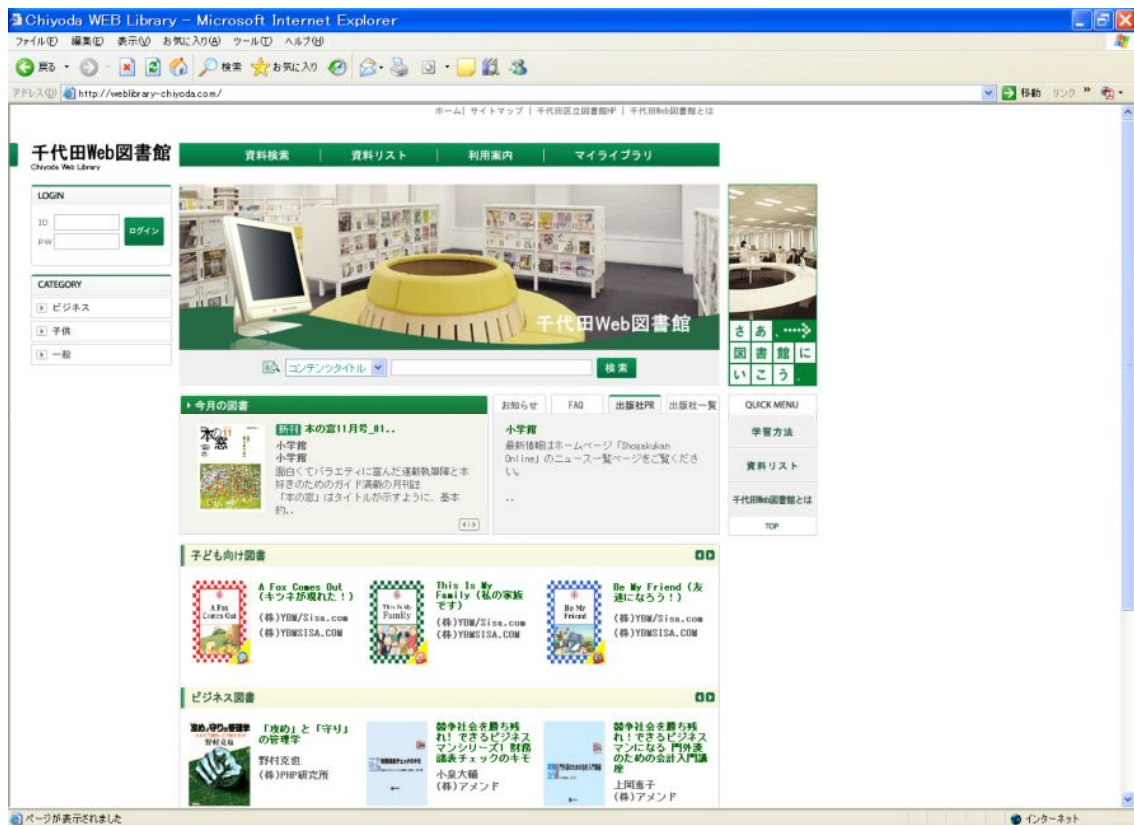 Chiyoda WEB Library - Microsoft Internet Explorer
ファイル(F) 編集(E) 表示(V) お気に入り(A) ツール(T) ヘルプ(H)
戻る 検索 お気に入り
アドレス(D) http://weblibrary-chiyoda.com/ 移動 リンク »
ホーム| サイトマップ | 千代田区立図書館HP | 千代田Web図書館とは
千代田Web図書館
Chiyoda Web Library
資料検索 | 資料リスト | 利用案内 | マイライブラリ
LOGIN
ID
PW
ログイン
CATEGORY
ビジネス
子供
一般
千代田Web図書館
さあ、
図書館に
いこう。
コンテンツタイトル 検索
今月の図書
新刊 本の窓11月号_01..
小学館
小学館
面白くてバラエティに富んだ連載執筆陣と本
好きのためのガイド満載の月刊誌
「本の窓」はタイトルが示すように、基本
的..
お知らせ FAQ 出版社PR 出版社一覧
小学館
最新情報はホームページ「Shogakukan
Online」のニュース一覧ページをご覧くださ
い。
..
QUICK MENU
学習方法
資料リスト
千代田Web図書館とは
TOP
子ども向け図書
A Fox
Comes Out
A Fox Comes Out
(キツネが現れた！)
(株)YBM/Sisa.com
(株)YBMSISA.COM
This Is My
Family
This Is My
Family (私の家族
です)
(株)YBM/Sisa.com
(株)YBMSISA.COM
Be My
Friend
Be My Friend (友
達になろう！)
(株)YBM/Sisa.com
(株)YBMSISA.COM
ビジネス図書
野村克也
「攻め」と「守り」
の管理学
野村克也
(株)PHP研究所
競争社会を勝ち残
れ！できるビジネス
マンシリーズ1 財務
諸表チェックのキモ
小泉大輔
(株)アメンド
競争社会を勝ち残
れ！できるビジネス
マンになる 門外漢
のための会計入門講
座
上岡恵子
(株)アメンド
ページが表示されました
インターネット